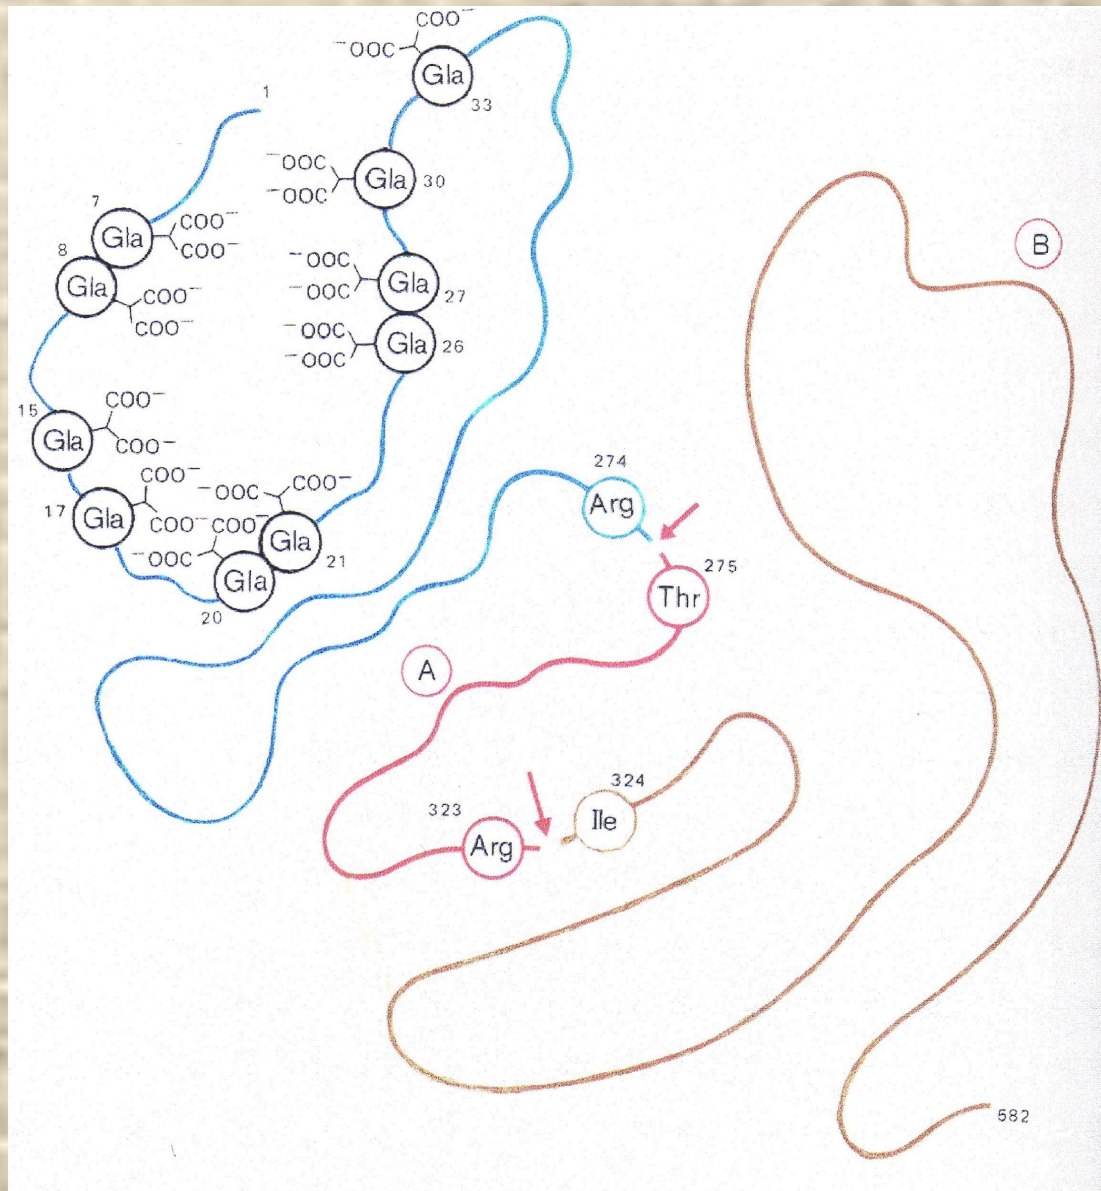 COO⁻
⁻OOC
Gla
33
1
⁻OOC
⁻OOC
Gla
30
7
Gla
COO⁻
COO⁻
B
8
Gla
COO⁻
COO⁻
⁻OOC
⁻OOC
Gla
27
⁻OOC
⁻OOC
Gla
26
15
Gla
COO⁻
COO⁻
17
Gla
COO⁻
COO⁻
⁻OOC
COO⁻
Gla
21
⁻OOC
COO⁻
Gla
20
274
Arg
275
Thr
A
323
Arg
324
Ile
582